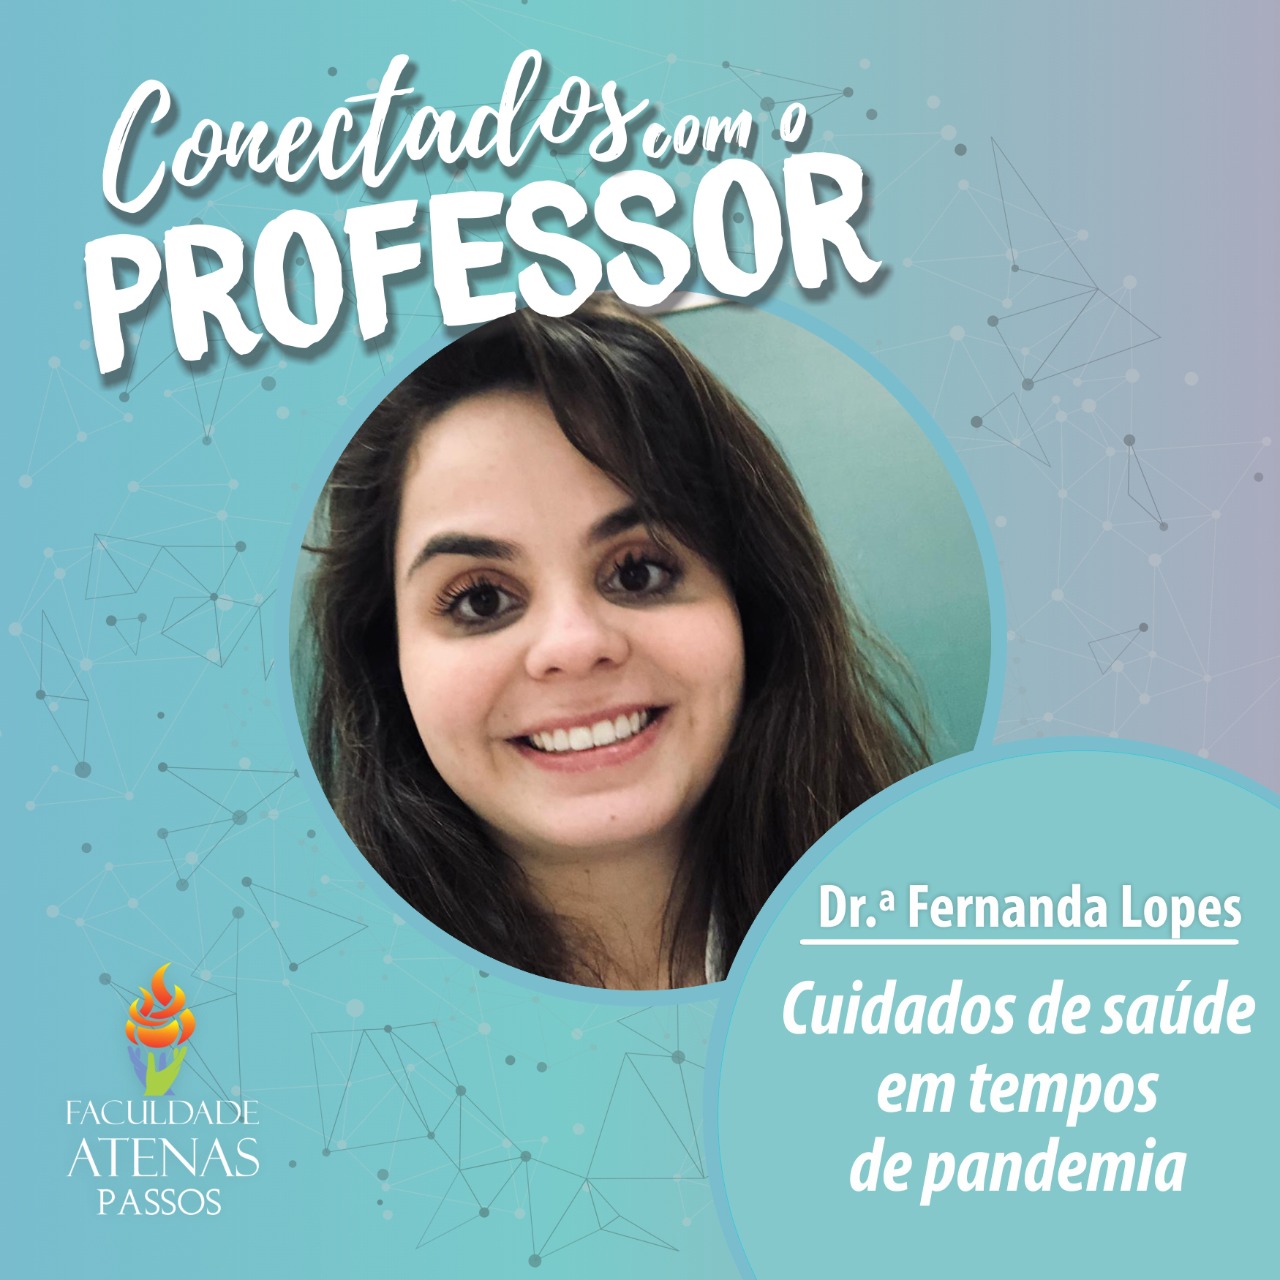 Conectados com o
PROFESSOR
Dr.ª Fernanda Lopes
Cuidados de saúde
em tempos
de pandemia
FACULDADE
ATENAS
PASSOS